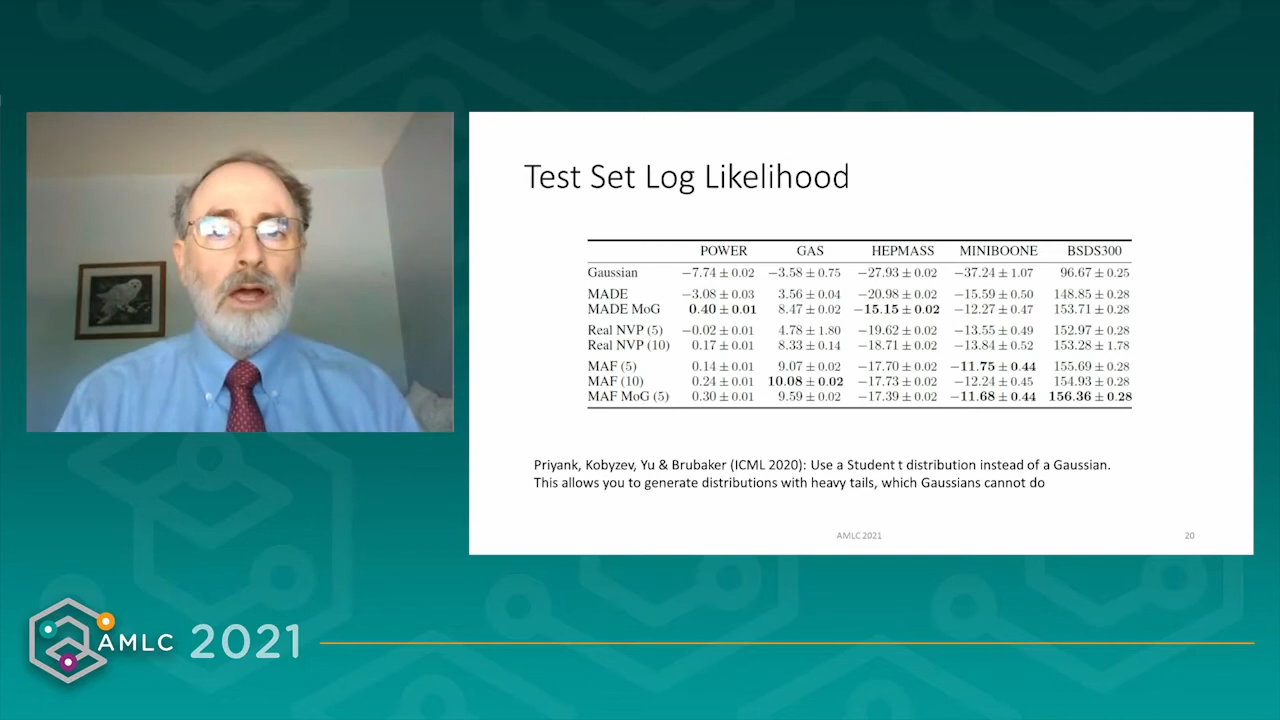 Test Set Log Likelihood
POWER GAS HEPMASS MINIBOONE BSDS300
Gaussian −7.74 ± 0.02 −3.58 ± 0.75 −27.93 ± 0.02 −37.24 ± 1.07 96.67 ± 0.25
MADE −3.08 ± 0.03 3.56 ± 0.04 −20.98 ± 0.02 −15.59 ± 0.50 148.85 ± 0.28
MADE MoG 0.40 ± 0.01 8.47 ± 0.02 −15.15 ± 0.02 −12.27 ± 0.47 153.71 ± 0.28
Real NVP (5) −0.02 ± 0.01 4.78 ± 1.80 −19.62 ± 0.02 −13.55 ± 0.49 152.97 ± 0.28
Real NVP (10) 0.17 ± 0.01 8.33 ± 0.14 −18.71 ± 0.02 −13.84 ± 0.52 153.28 ± 1.78
MAF (5) 0.14 ± 0.01 9.07 ± 0.02 −17.70 ± 0.02 −11.75 ± 0.44 155.69 ± 0.28
MAF (10) 0.24 ± 0.01 10.08 ± 0.02 −17.73 ± 0.02 −12.24 ± 0.45 154.93 ± 0.28
MAF MoG (5) 0.30 ± 0.01 9.59 ± 0.02 −17.39 ± 0.02 −11.68 ± 0.44 156.36 ± 0.28
Priyank, Kobyzev, Yu & Brubaker (ICML 2020): Use a Student t distribution instead of a Gaussian.
This allows you to generate distributions with heavy tails, which Gaussians cannot do
AMLC 2021 20
AMLC 2021